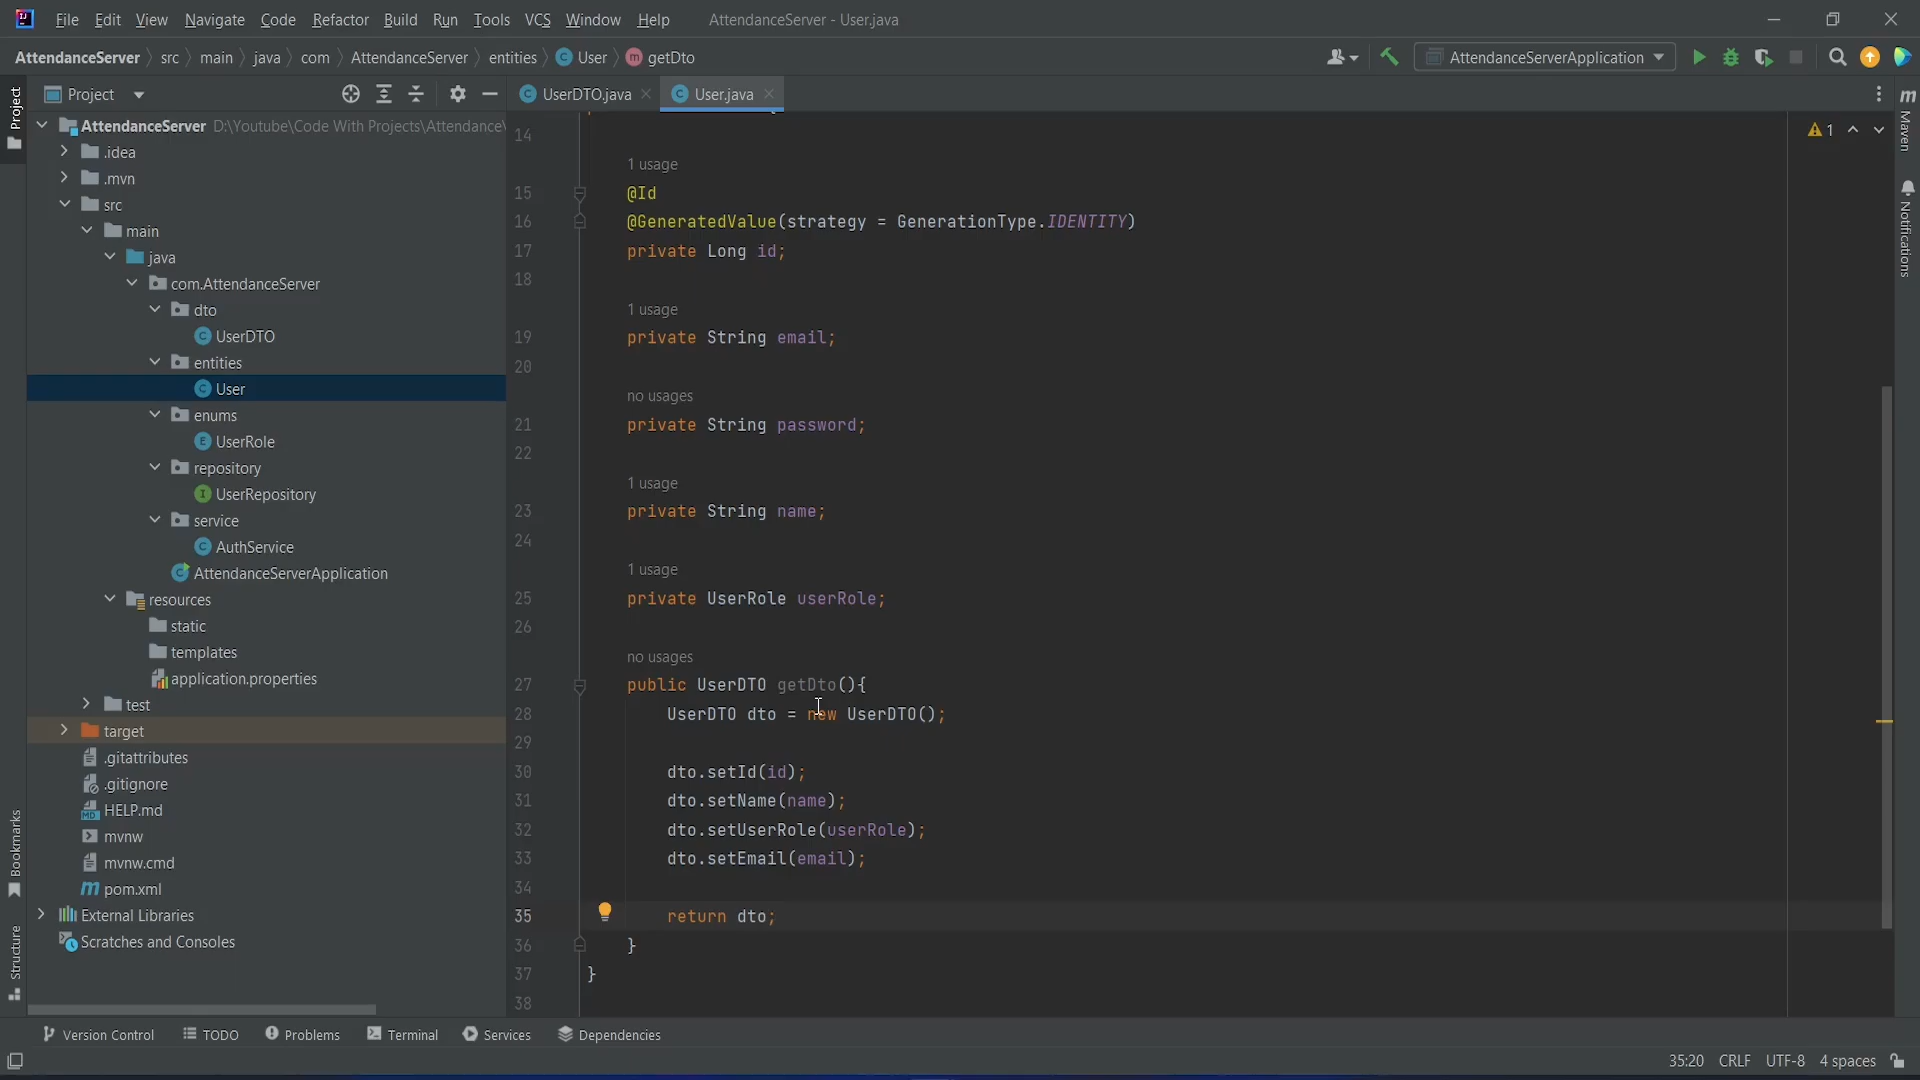 File Edit View Navigate Code Refactor Build Run Tools VCS Window Help AttendanceServer - User.java
AttendanceServer src main java com AttendanceServer entities User getDto AttendanceServerApplication
Project
UserDTO.java User.java
Project
AttendanceServer D:\Youtube\Code With Projects\Attendance\
.idea
.mvn
src
main
java
com.AttendanceServer
dto
UserDTO
entities
User
enums
UserRole
repository
UserRepository
service
AuthService
AttendanceServerApplication
resources
static
templates
application.properties
test
target
.gitattributes
.gitignore
HELP.md
mvnw
mvnw.cmd
pom.xml
External Libraries
Scratches and Consoles
Bookmarks
Structure
14
1 usage
15 @Id
16 @GeneratedValue(strategy = GenerationType.IDENTITY)
17 private Long id;
18
1 usage
19 private String email;
20
no usages
21 private String password;
22
1 usage
23 private String name;
24
1 usage
25 private UserRole userRole;
26
no usages
27 public UserDTO getDto(){
28 UserDTO dto = new UserDTO();
29
30 dto.setId(id);
31 dto.setName(name);
32 dto.setUserRole(userRole);
33 dto.setEmail(email);
34
35 return dto;
36 }
37 }
38
1
m
Maven
Notifications
Version Control TODO Problems Terminal Services Dependencies
35:20 CRLF UTF-8 4 spaces